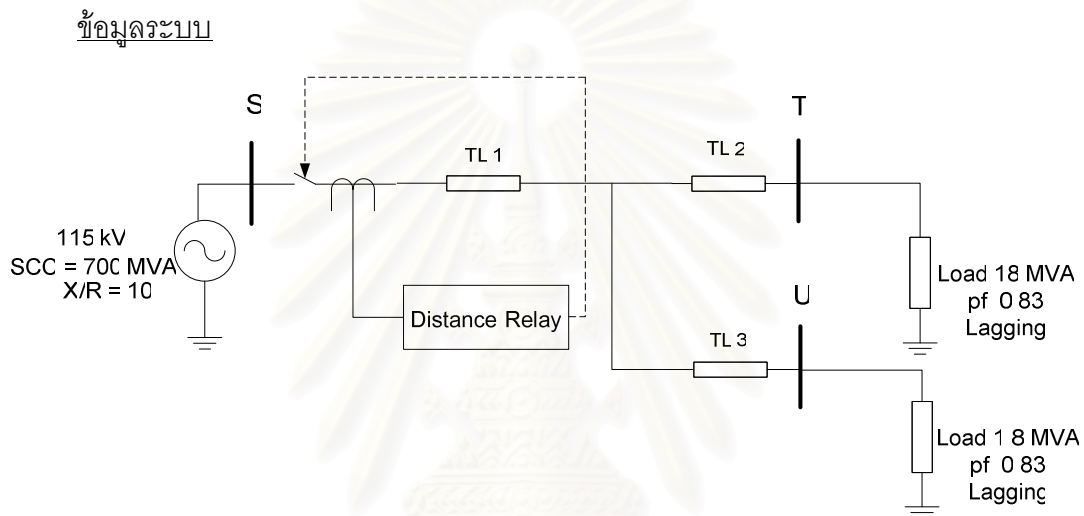 ข้อมูลระบบ
S
T
TL 1
TL 2
115 kV
SCC = 700 MVA
X/R = 10
Distance Relay
Load 18 MVA
pf 0 83
Lagging
U
TL 3
Load 1 8 MVA
pf 0 83
Lagging